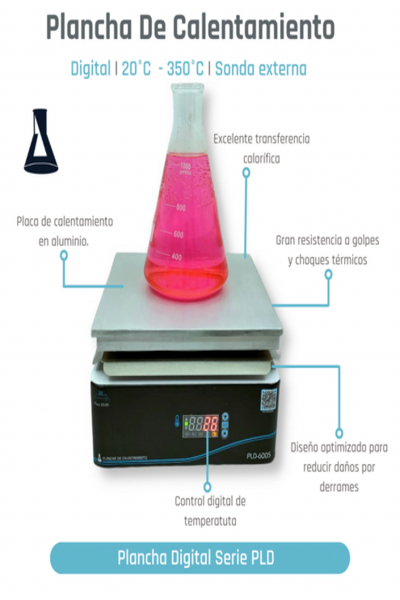 Plancha De Calentamiento
Digital | 20°C - 350°C | Sonda externa
Excelente transferencia
calorífica
1000
800
600
400
Placa de calentamiento
en aluminio.
Gran resistencia a golpes
y choques térmicos
PLD-600S
PLANCHA DE CALENTAMIENTO
Diseño optimizado para
reducir daños por
derrames
Control digital de
temperatuta
Plancha Digital Serie PLD